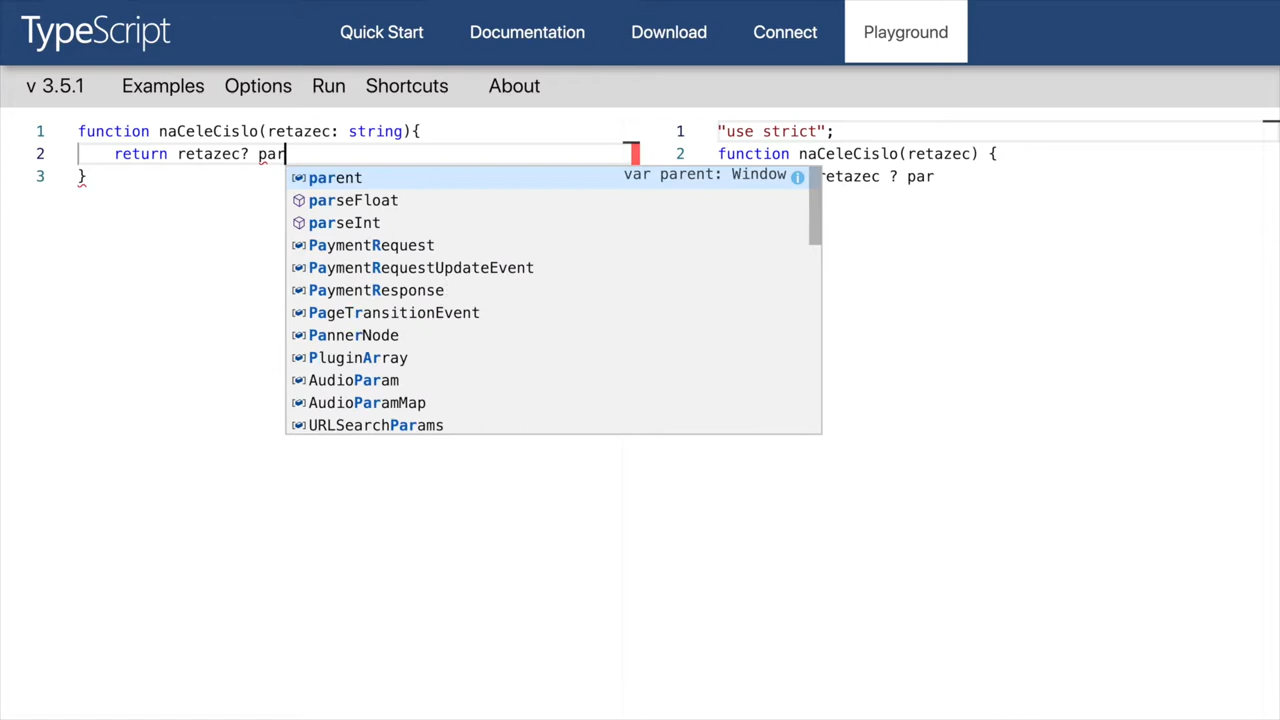 TypeScript Quick Start Documentation Download Connect Playground
v 3.5.1 Examples Options Run Shortcuts About
1 function naCeleCislo(retazec: string){
2 return retazec? par
3 }
parent var parent: Window
parseFloat
parseInt
PaymentRequest
PaymentRequestUpdateEvent
PaymentResponse
PageTransitionEvent
PannerNode
PluginArray
AudioParam
AudioParamMap
URLSearchParams
1 "use strict";
2 function naCeleCislo(retazec) {
retazec ? par